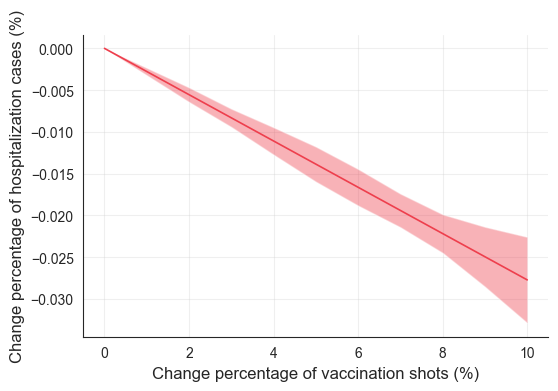 Change percentage of hospitalization cases (%)
0.000
−0.005
−0.010
−0.015
−0.020
−0.025
−0.030
0 2 4 6 8 10
Change percentage of vaccination shots (%)